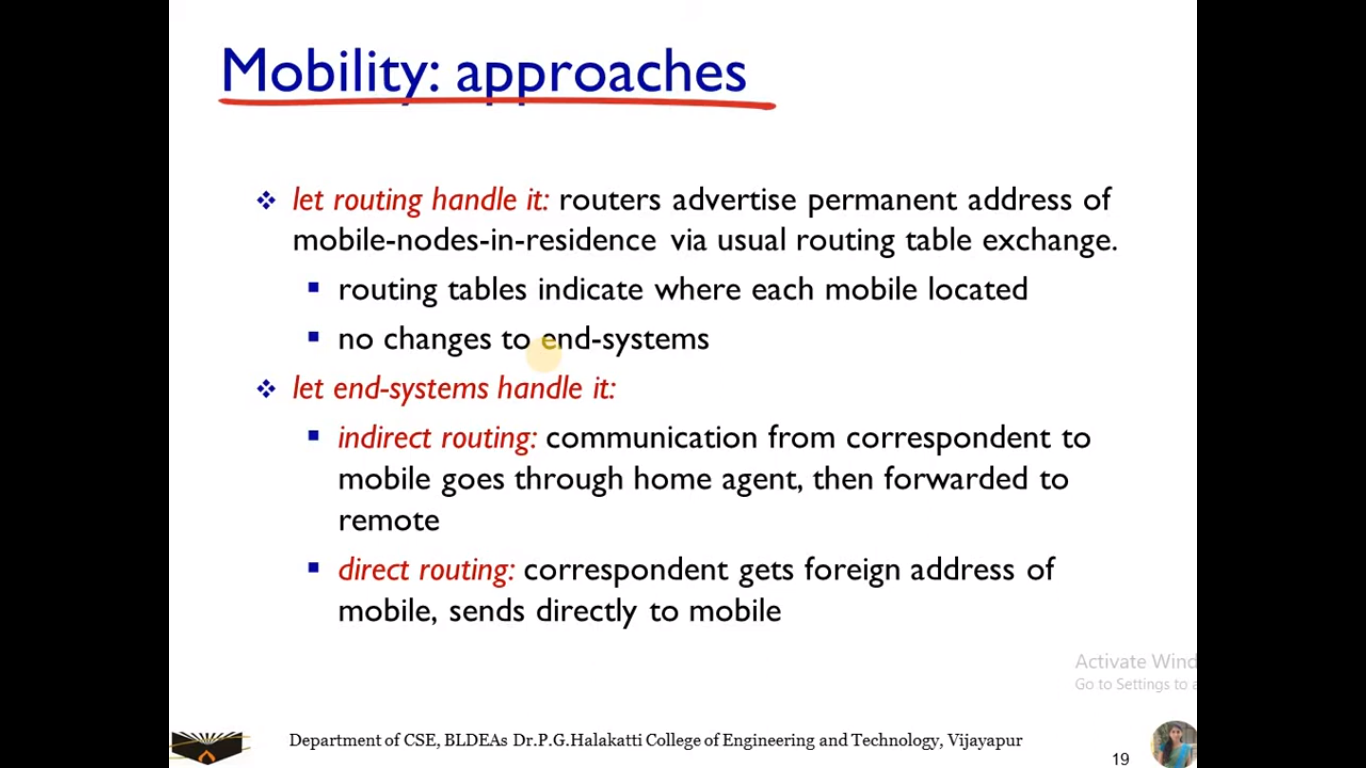 Mobility: approaches
❖ let routing handle it: routers advertise permanent address of
mobile-nodes-in-residence via usual routing table exchange.
▪ routing tables indicate where each mobile located
▪ no changes to end-systems
❖ let end-systems handle it:
▪ indirect routing: communication from correspondent to
mobile goes through home agent, then forwarded to
remote
▪ direct routing: correspondent gets foreign address of
mobile, sends directly to mobile
Activate Wind
Go to Settings to a
Department of CSE, BLDEAs Dr.P.G.Halakatti College of Engineering and Technology, Vijayapur
19